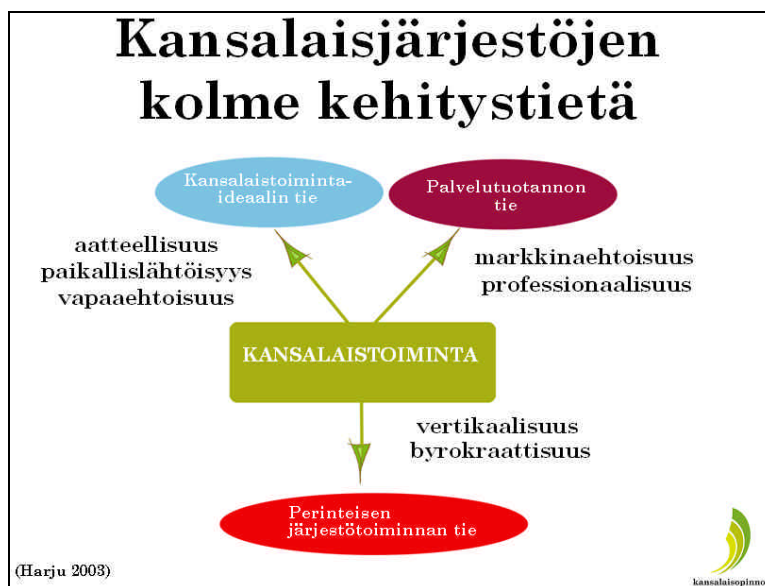 Kansalaisjärjestöjen
kolme kehitystietä
Kansalaistoiminta-
ideaalin tie
Palvelutuotannon
tie
aatteellisuus
paikallislähtöisyys
vapaaehtoisuus
markkinaehtoisuus
professionaalisuus
KANSALAISTOIMINTA
vertikaalisuus
byrokraattisuus
Perinteisen
järjestötoiminnan tie
(Harju 2003)
kansalaisopinno